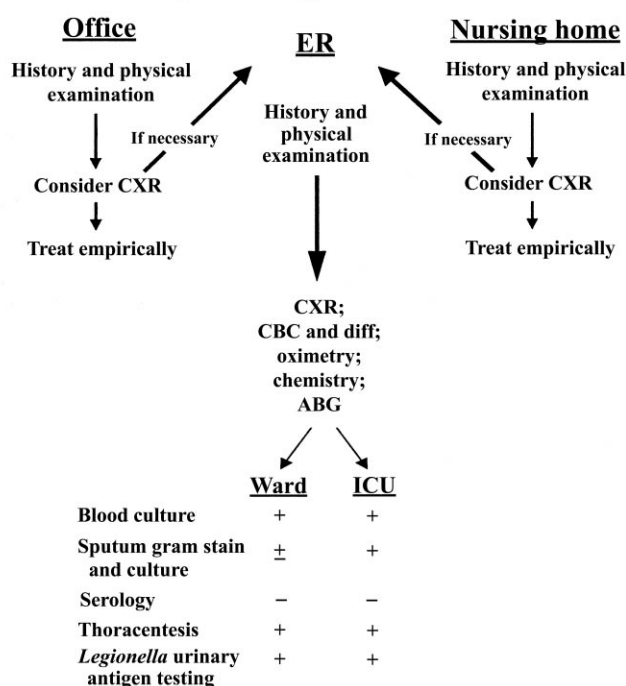 Office
History and physical
examination
If necessary
Consider CXR
Treat empirically
ER
History and
physical
examination
Nursing home
History and physical
examination
If necessary
Consider CXR
Treat empirically
CXR;
CBC and diff;
oximetry;
chemistry;
ABG
Ward ICU
Blood culture + +
Sputum gram stain ± +
and culture
Serology − −
Thoracentesis + +
Legionella urinary + +
antigen testing